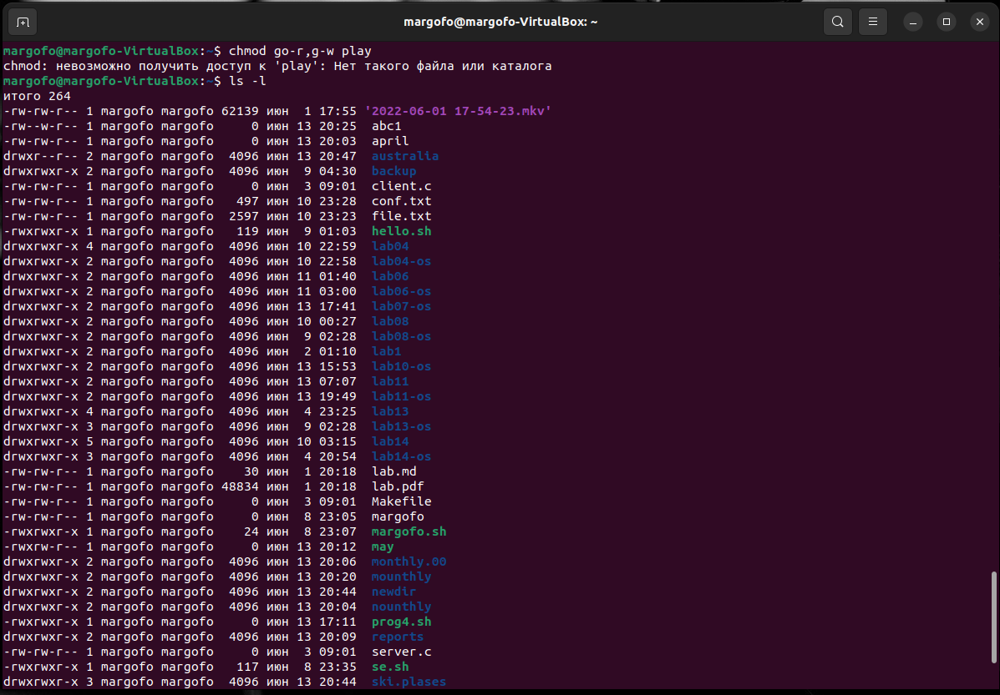 margofo@margofo-VirtualBox: ~
margofo@margofo-VirtualBox:~$ chmod go-r,g-w play
chmod: невозможно получить доступ к 'play': Нет такого файла или каталога
margofo@margofo-VirtualBox:~$ ls -l
итого 264
-rw-rw-r-- 1 margofo margofo 62139 июн  1 17:55 '2022-06-01 17-54-23.mkv'
-rw--w-r-- 1 margofo margofo     0 июн 13 20:25  abc1
-rw-rw-r-- 1 margofo margofo     0 июн 13 20:03  april
drwxr--r-- 2 margofo margofo  4096 июн 13 20:47  australia
drwxrwxr-x 2 margofo margofo  4096 июн  9 04:30  backup
-rw-rw-r-- 1 margofo margofo     0 июн  3 09:01  client.c
-rw-rw-r-- 1 margofo margofo   497 июн 10 23:28  conf.txt
-rw-rw-r-- 1 margofo margofo  2597 июн 10 23:23  file.txt
-rwxrwxr-x 1 margofo margofo   119 июн  9 01:03  hello.sh
drwxrwxr-x 4 margofo margofo  4096 июн 10 22:59  lab04
drwxrwxr-x 2 margofo margofo  4096 июн 10 22:58  lab04-os
drwxrwxr-x 2 margofo margofo  4096 июн 11 01:40  lab06
drwxrwxr-x 2 margofo margofo  4096 июн 11 03:00  lab06-os
drwxrwxr-x 2 margofo margofo  4096 июн 13 17:41  lab07-os
drwxrwxr-x 2 margofo margofo  4096 июн 10 00:27  lab08
drwxrwxr-x 2 margofo margofo  4096 июн  9 02:28  lab08-os
drwxrwxr-x 2 margofo margofo  4096 июн  2 01:10  lab1
drwxrwxr-x 2 margofo margofo  4096 июн 13 15:53  lab10-os
drwxrwxr-x 2 margofo margofo  4096 июн 13 07:07  lab11
drwxrwxr-x 2 margofo margofo  4096 июн 13 19:49  lab11-os
drwxrwxr-x 4 margofo margofo  4096 июн  4 23:25  lab13
drwxrwxr-x 3 margofo margofo  4096 июн  9 02:28  lab13-os
drwxrwxr-x 5 margofo margofo  4096 июн 10 03:15  lab14
drwxrwxr-x 3 margofo margofo  4096 июн  4 20:54  lab14-os
-rw-rw-r-- 1 margofo margofo    30 июн  1 20:18  lab.md
-rw-rw-r-- 1 margofo margofo 48834 июн  1 20:18  lab.pdf
-rw-rw-r-- 1 margofo margofo     0 июн  3 09:01  Makefile
-rw-rw-r-- 1 margofo margofo     0 июн  8 23:05  margofo
-rwxrwxr-x 1 margofo margofo    24 июн  8 23:07  margofo.sh
-rwxrw-r-- 1 margofo margofo     0 июн 13 20:12  may
drwxrwxr-x 2 margofo margofo  4096 июн 13 20:06  monthly.00
drwxrwxr-x 2 margofo margofo  4096 июн 13 20:20  mounthly
drwxrwxr-x 2 margofo margofo  4096 июн 13 20:44  newdir
drwxrwxr-x 2 margofo margofo  4096 июн 13 20:04  nounthly
-rwxrwxr-x 1 margofo margofo     0 июн 13 17:11  prog4.sh
drwxrwxr-x 2 margofo margofo  4096 июн 13 20:09  reports
-rw-rw-r-- 1 margofo margofo     0 июн  3 09:01  server.c
-rwxrwxr-x 1 margofo margofo   117 июн  8 23:35  se.sh
drwxrwxr-x 3 margofo margofo  4096 июн 13 20:44  ski.plases